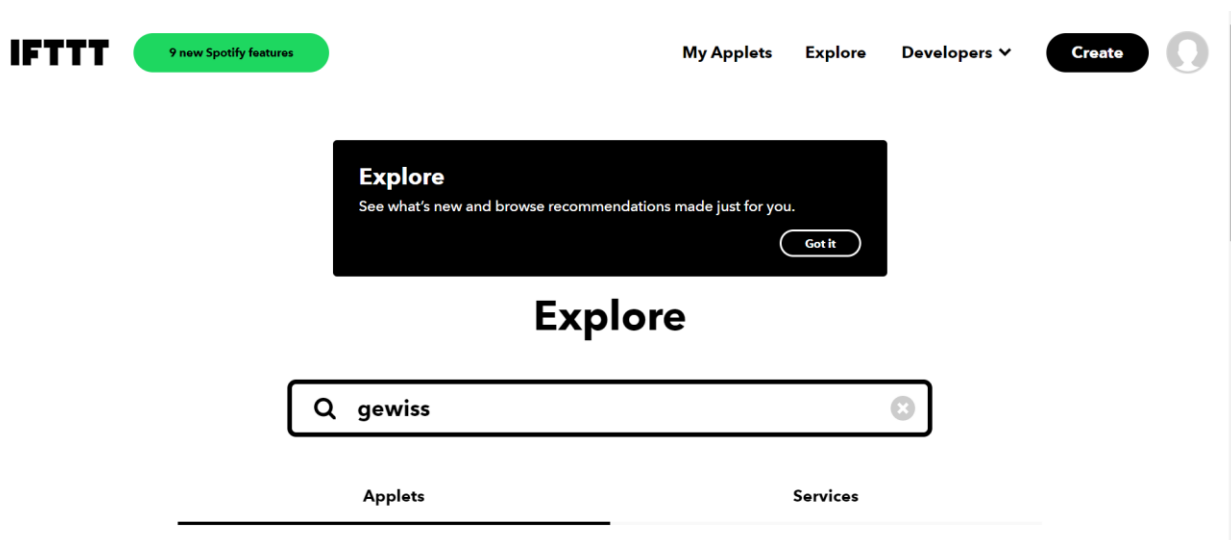 IFTTT 9 new Spotify features My Applets Explore Developers Create
Explore
See what's new and browse recommendations made just for you.
Got it
Explore
gewiss
Applets Services